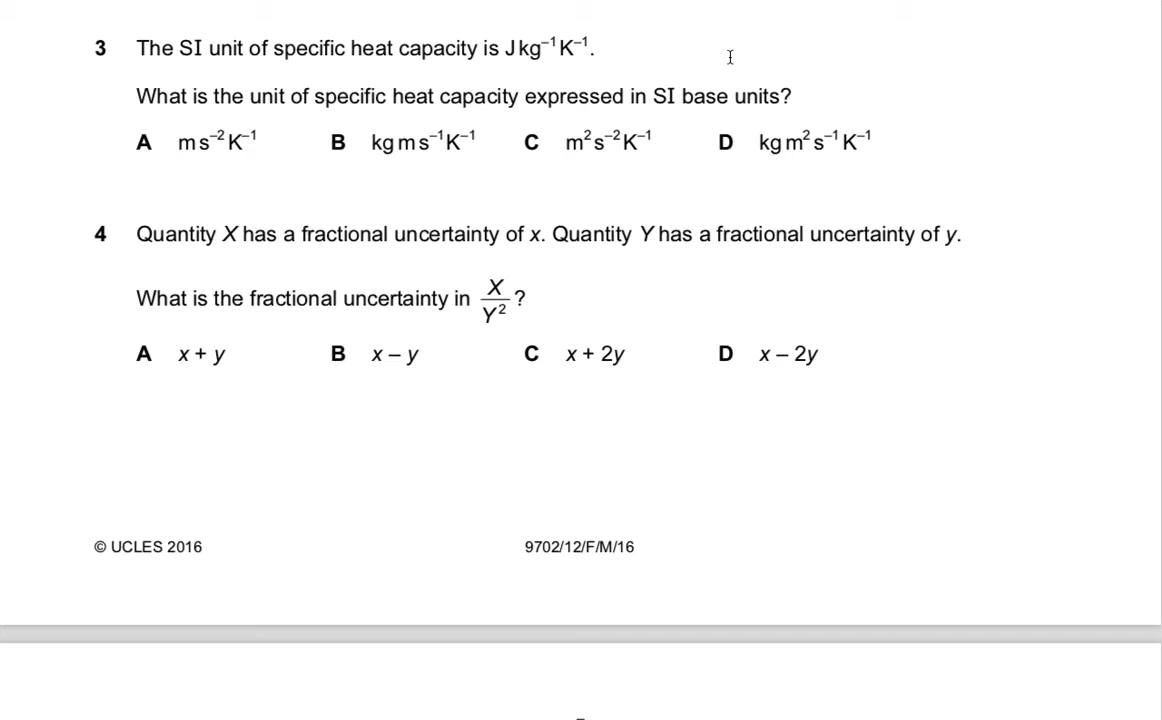 3 The SI unit of specific heat capacity is J kg⁻¹ K⁻¹.
What is the unit of specific heat capacity expressed in SI base units?
A m s⁻² K⁻¹ B kg m s⁻¹ K⁻¹ C m² s⁻² K⁻¹ D kg m² s⁻¹ K⁻¹
4 Quantity X has a fractional uncertainty of x. Quantity Y has a fractional uncertainty of y.
What is the fractional uncertainty in X/Y² ?
A x + y B x – y C x + 2y D x – 2y
© UCLES 2016 9702/12/F/M/16